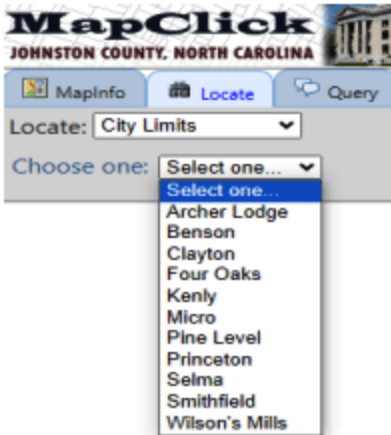 MapClick
JOHNSTON COUNTY, NORTH CAROLINA
MapInfo Locate Query
Locate: City Limits
Choose one: Select one...
Select one...
Archer Lodge
Benson
Clayton
Four Oaks
Kenly
Micro
Pine Level
Princeton
Selma
Smithfield
Wilson's Mills